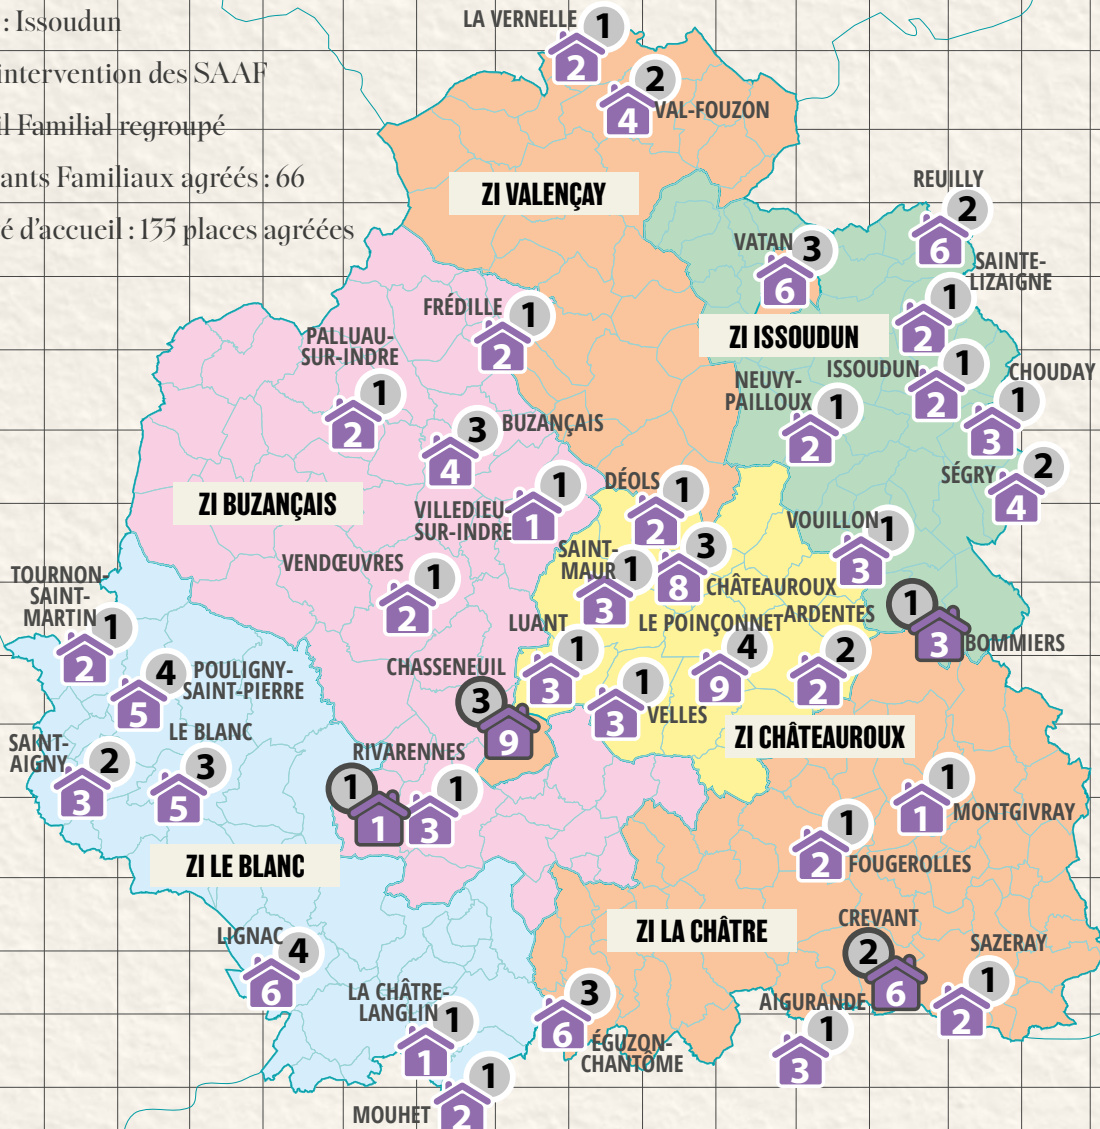 : Issoudun
intervention des SAAF
il Familial regroupé
ants Familiaux agréés : 66
é d'accueil : 135 places agréées
LA VERNELLE 1
2
2
4 VAL-FOUZON
ZI VALENÇAY
REUILLY
2
6
VATAN 3
6
SAINTE-
LIZAIGNE
1
2
FRÉDILLE 1
2
ZI ISSOUDUN
PALLUAU-
SUR-INDRE
1
2
ISSOUDUN 1
2
CHOUDAY
1
3
NEUVY-
PAILLOUX 1
2
3 BUZANÇAIS
4
SÉGRY 2
4
ZI BUZANÇAIS
VILLEDIEU-
SUR-INDRE
1
1
DÉOLS 1
2
VOUILLON 1
3
SAINT-
MAUR 1
3
3
8 CHÂTEAUROUX
VENDŒUVRES 1
2
TOURNON-
SAINT-
MARTIN 1
2
LUANT 1
3
LE POINÇONNET
4
9
ARDENTES
2
2
1
3 BOMMIERS
4 POULIGNY-
SAINT-PIERRE
5
CHASSENEUIL
3
9
1
3 VELLES
ZI CHÂTEAUROUX
SAINT-
AIGNY 2
3
LE BLANC
3
5
RIVARENNES
1
1
1
3
1
1 MONTGIVRAY
1
2 FOUGEROLLES
ZI LE BLANC
ZI LA CHÂTRE
CREVANT
2
6
SAZERAY
1
2
LIGNAC 4
6
LA CHÂTRE-
LANGLIN 1
1
3
6 ÉGUZON-
CHANTÔME
AIGURANDE 1
3
1
MOUHET 2